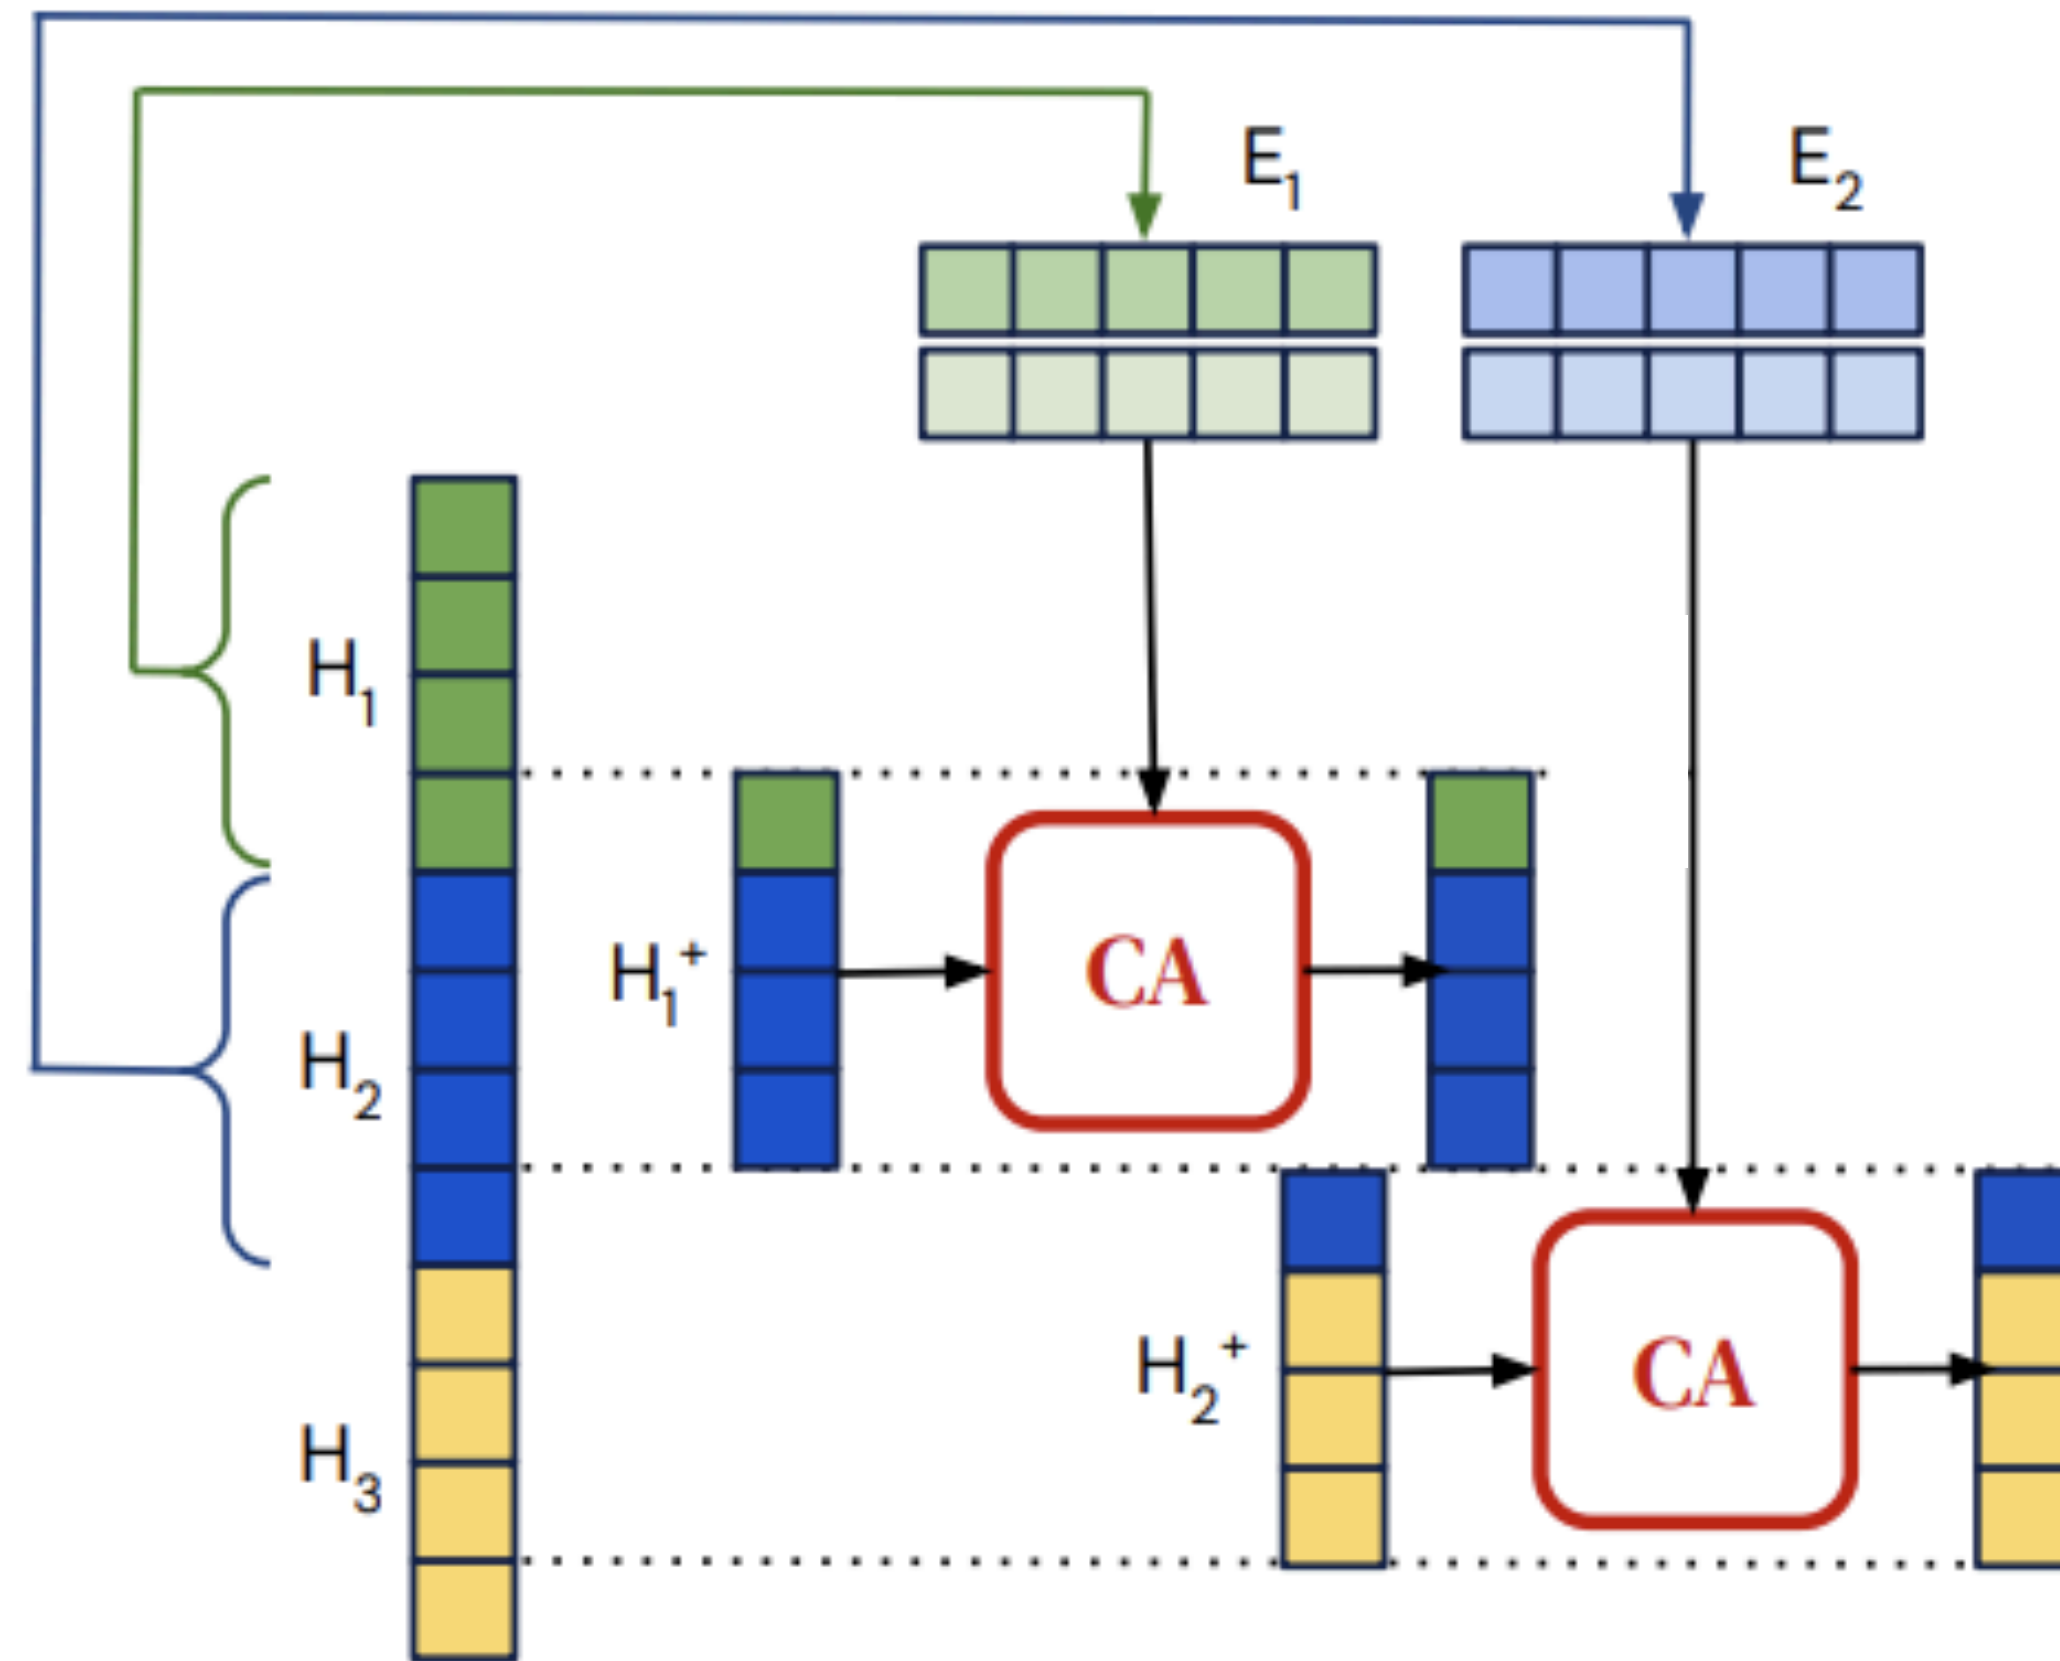 E₁
E₂
H₁
H₁⁺
CA
H₂
H₂⁺
CA
H₃